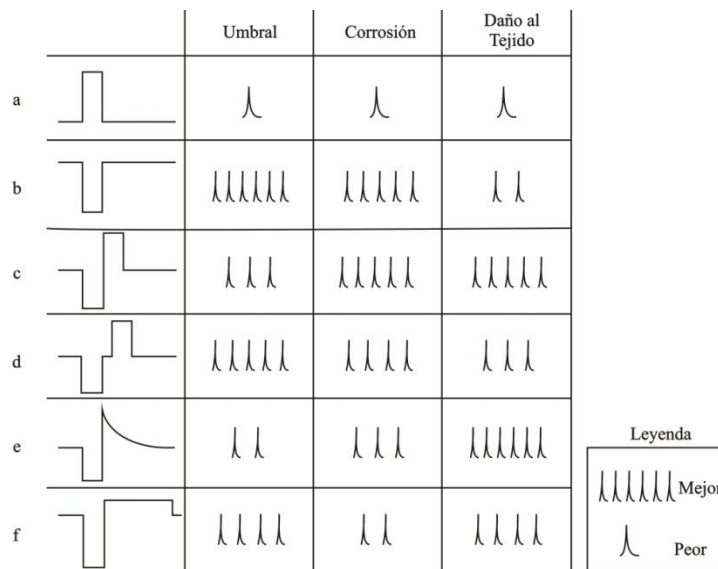 Umbral
Corrosión
Daño al
Tejido
a
b
c
d
e
f
Leyenda
Mejor
Peor